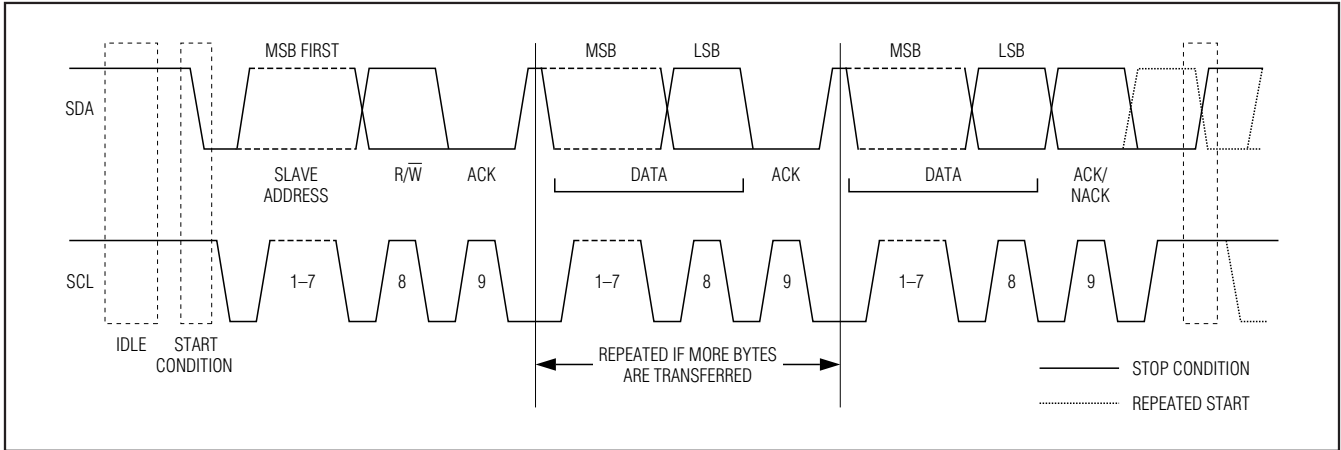 MSB FIRST
MSB
LSB
MSB
LSB
SDA
SLAVE
ADDRESS
R/W̅
ACK
DATA
ACK
DATA
ACK/
NACK
SCL
1–7
8
9
1–7
8
9
1–7
8
9
IDLE
START
CONDITION
REPEATED IF MORE BYTES
ARE TRANSFERRED
STOP CONDITION
REPEATED START